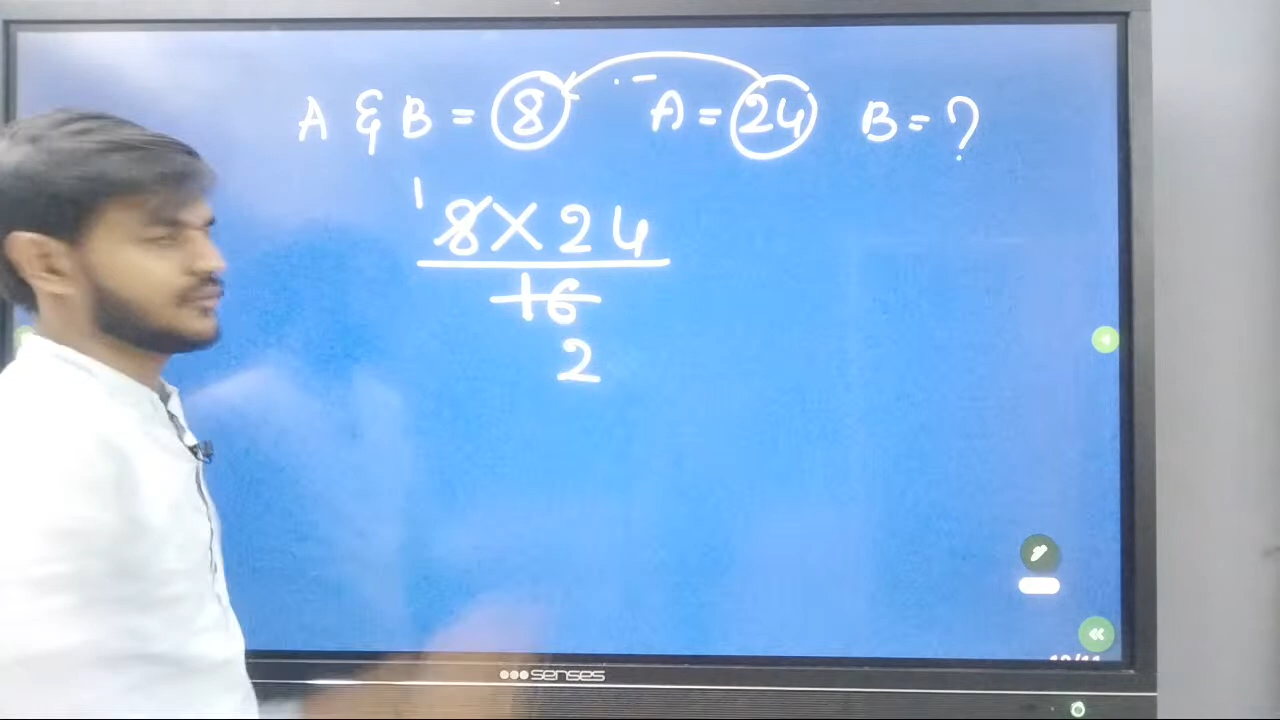 A & B = 8 A = 24 B = ?
1
8 X 24
16
2
senses